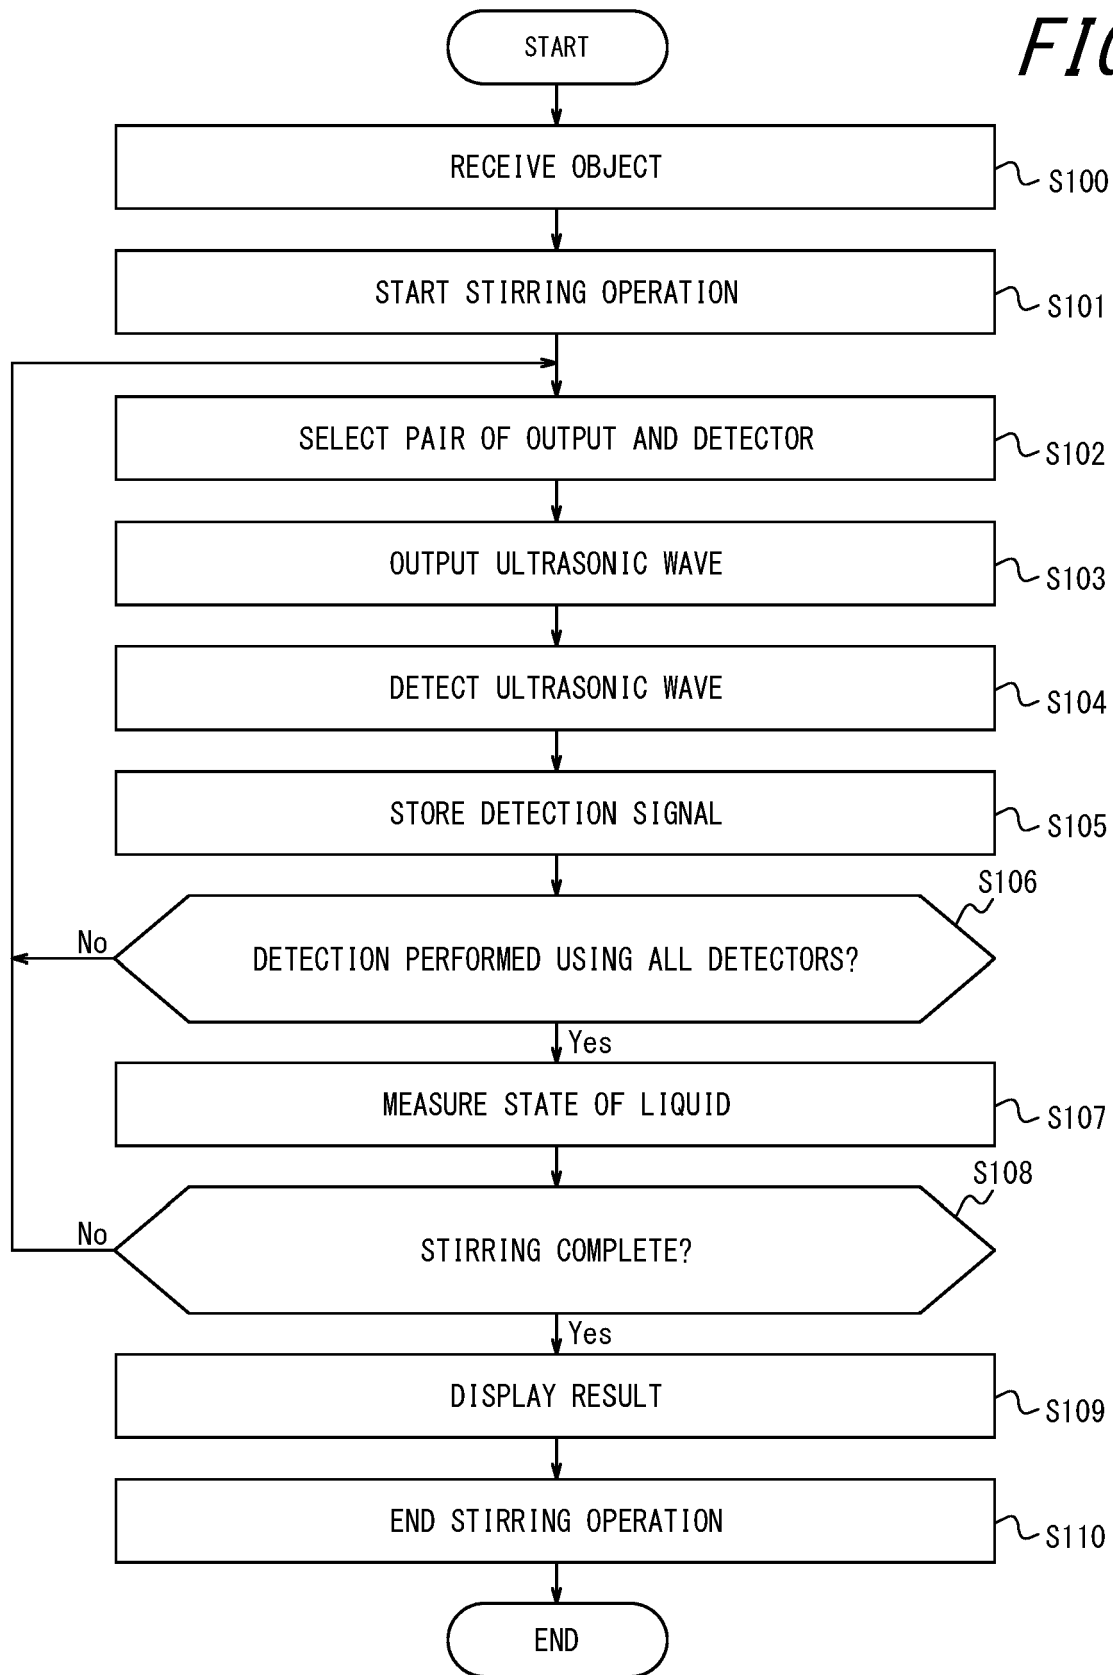 START
FIG
RECEIVE OBJECT
S100
START STIRRING OPERATION
S101
SELECT PAIR OF OUTPUT AND DETECTOR
S102
OUTPUT ULTRASONIC WAVE
S103
DETECT ULTRASONIC WAVE
S104
STORE DETECTION SIGNAL
S105
S106
No
DETECTION PERFORMED USING ALL DETECTORS?
Yes
MEASURE STATE OF LIQUID
S107
S108
No
STIRRING COMPLETE?
Yes
DISPLAY RESULT
S109
END STIRRING OPERATION
S110
END